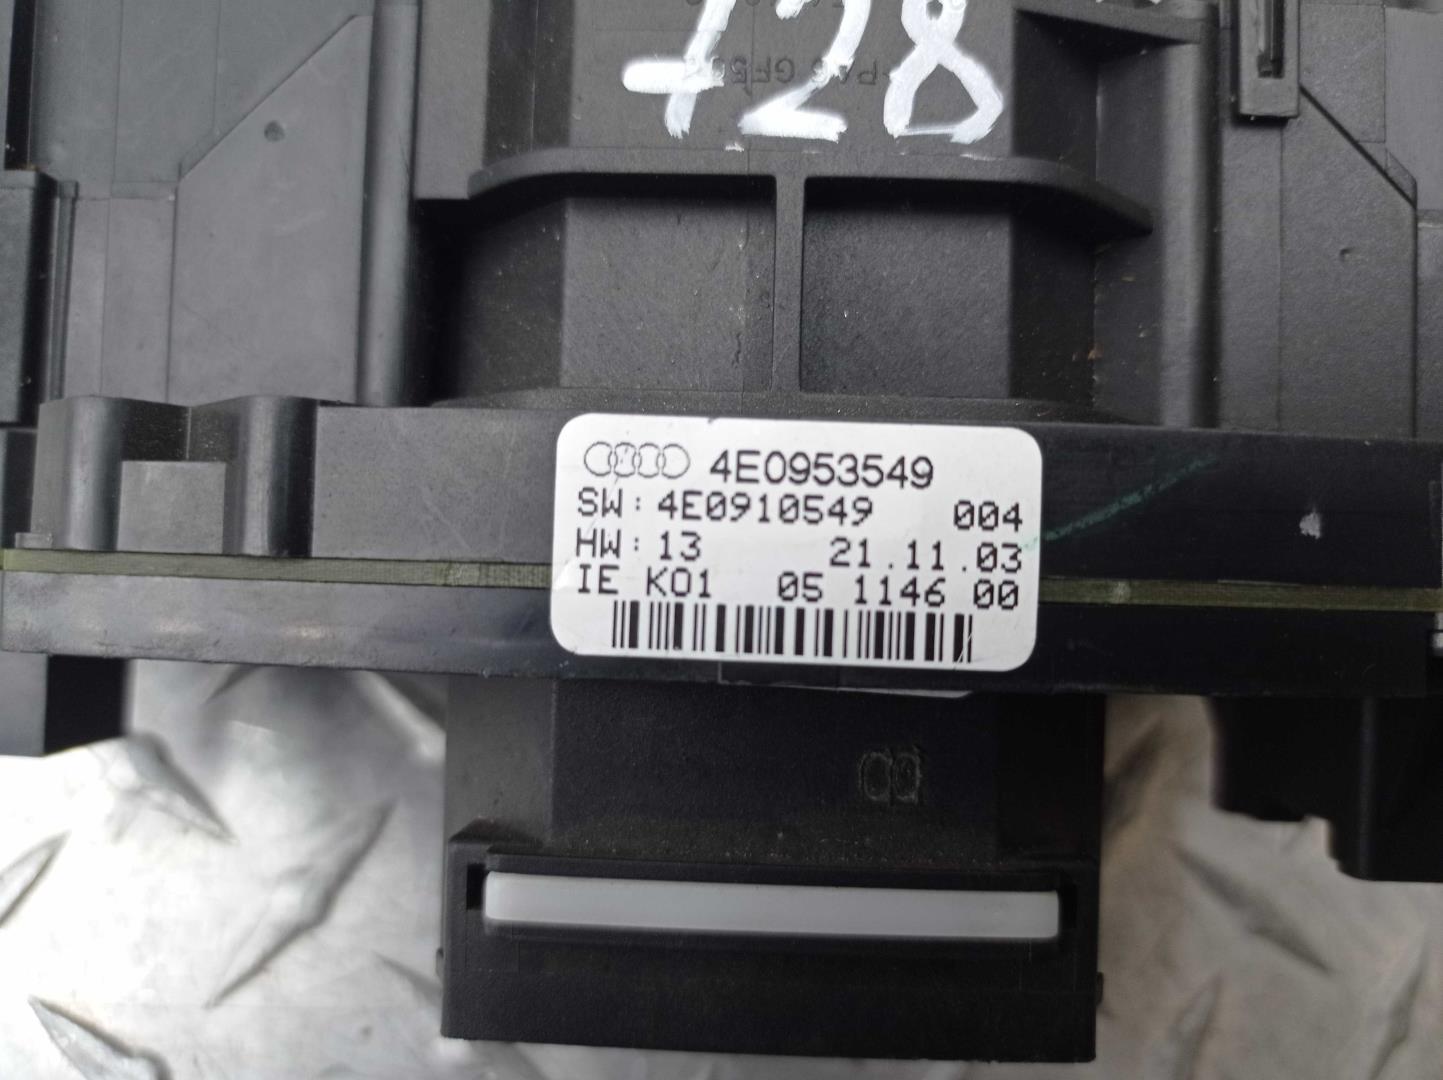 728
4E0953549
SW: 4E0910549 004
HW: 13 21.11.03
IE K01 05 1146 00